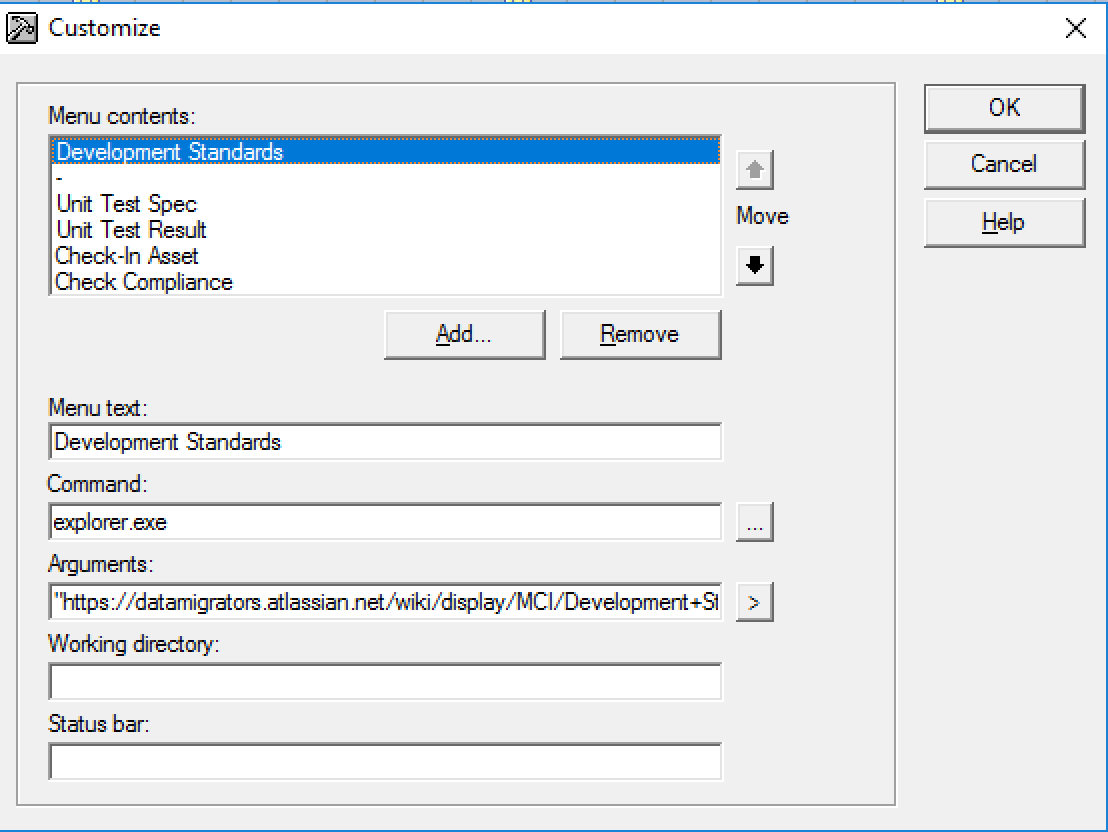 Customize
Menu contents:
Development Standards
-
Unit Test Spec
Unit Test Result
Check-In Asset
Check Compliance
Move
Add...
Remove
OK
Cancel
Help
Menu text:
Development Standards
Command:
explorer.exe
...
Arguments:
"https://datamigrators.atlassian.net/wiki/display/MCI/Development+St
>
Working directory:
Status bar: